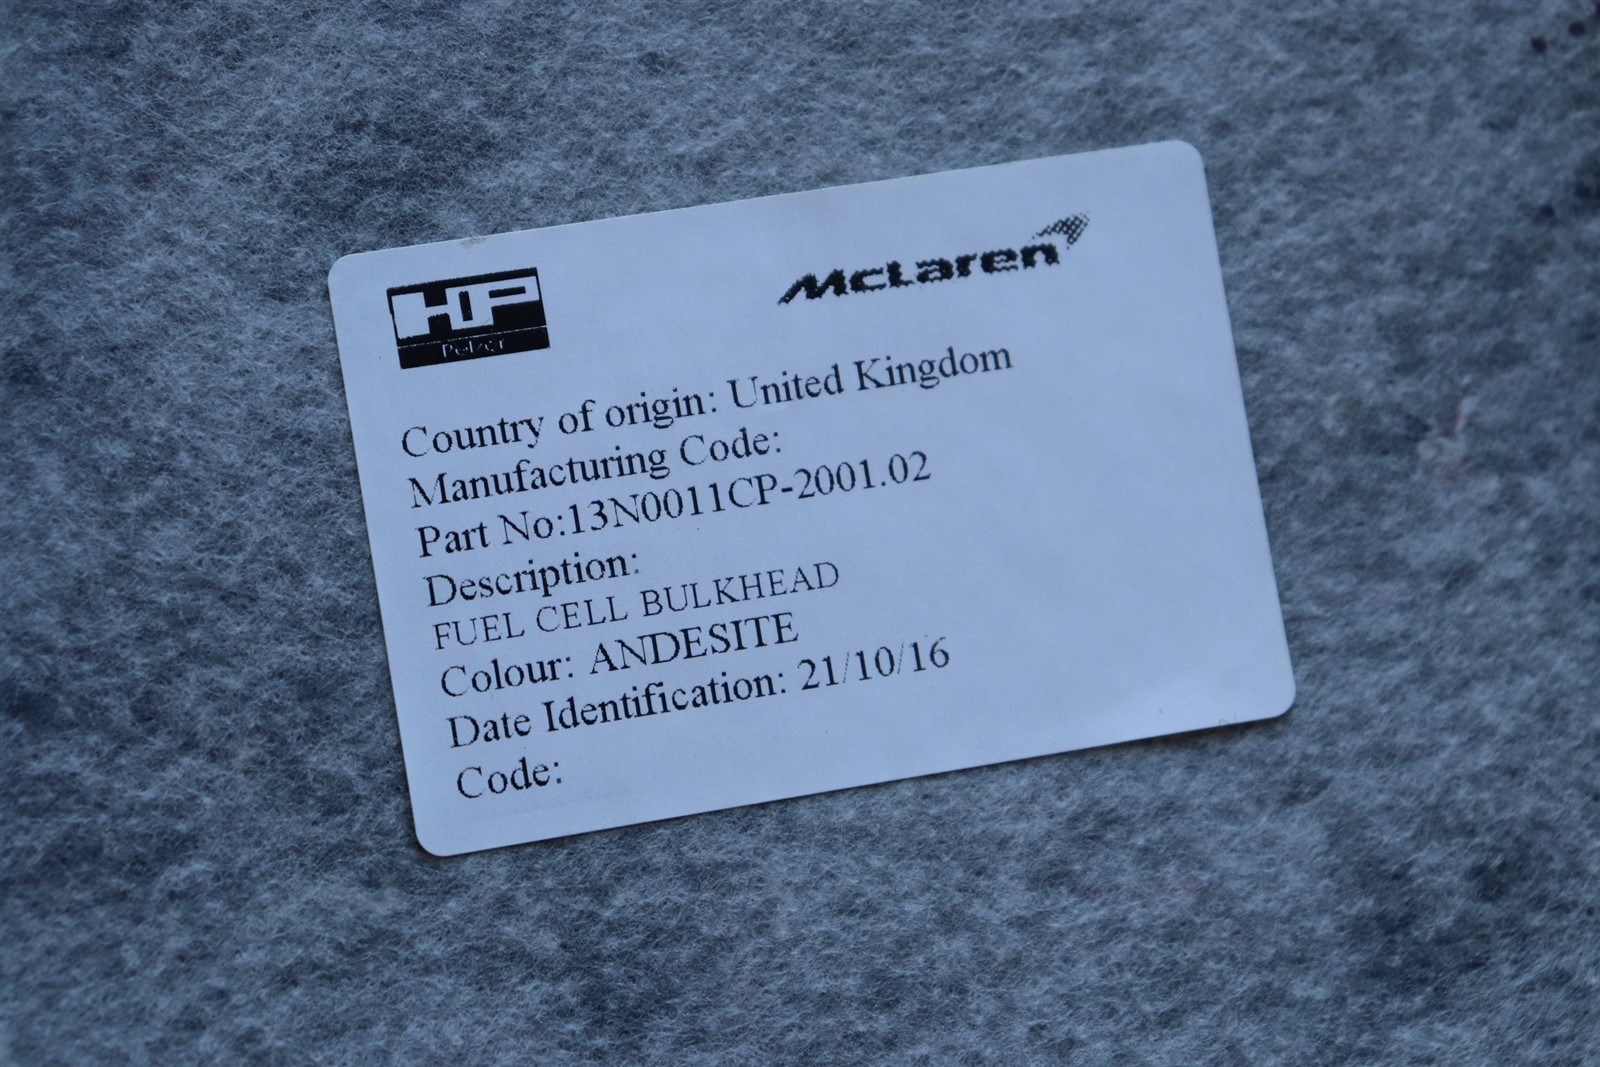 HP
Pelzer
McLaren
Country of origin: United Kingdom
Manufacturing Code:
Part No:13N0011CP-2001.02
Description:
FUEL CELL BULKHEAD
Colour: ANDESITE
Date Identification: 21/10/16
Code: